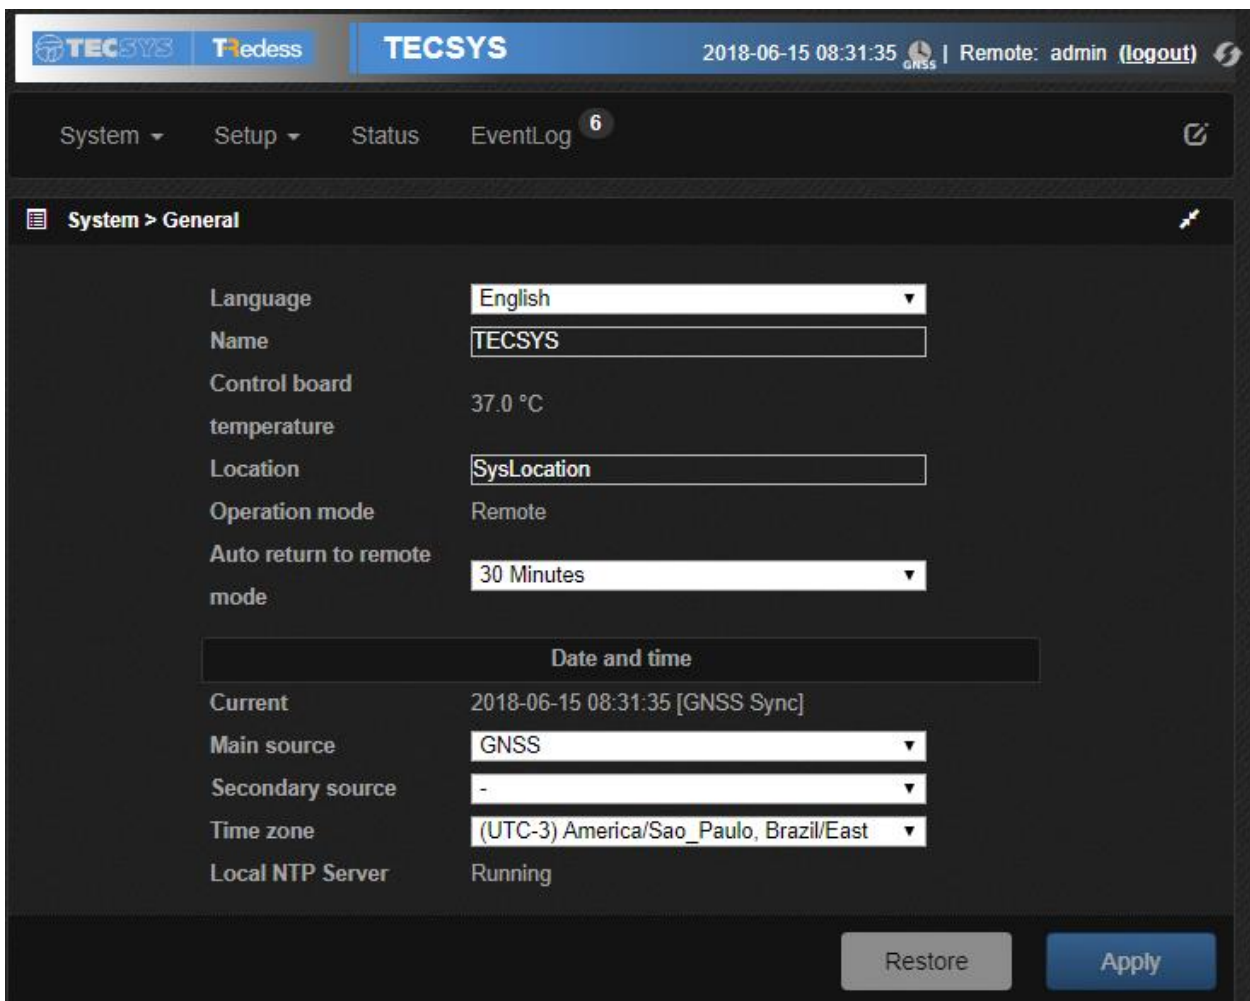 TECSYS TRedess TECSYS 2018-06-15 08:31:35 GNSS | Remote: admin (logout)
System Setup Status EventLog 6
System > General
Language English
Name TECSYS
Control board
temperature 37.0 °C
Location SysLocation
Operation mode Remote
Auto return to remote
mode 30 Minutes
Date and time
Current 2018-06-15 08:31:35 [GNSS Sync]
Main source GNSS
Secondary source -
Time zone (UTC-3) America/Sao_Paulo, Brazil/East
Local NTP Server Running
Restore Apply